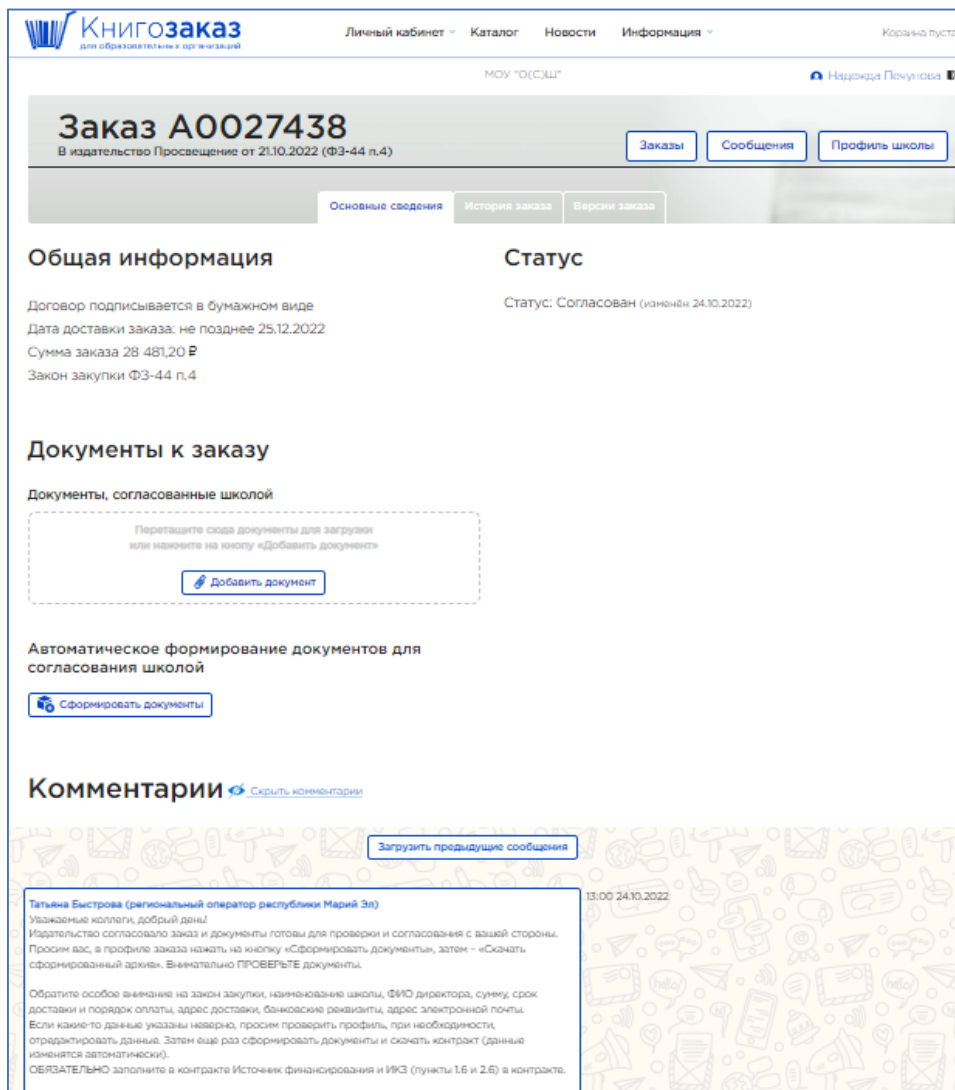 Книгозаказ
для образовательных организаций
Личный кабинет Каталог Новости Информация Корзина пуста
МОУ "О(С)Ш" Надежда Печунова
Заказ А0027438
В издательство Просвещение от 21.10.2022 (ФЗ-44 п.4)
Заказы Сообщения Профиль школы
Основные сведения История заказа Версии заказа
Общая информация
Статус
Договор подписывается в бумажном виде
Статус: Согласован (изменён 24.10.2022)
Дата доставки заказа: не позднее 25.12.2022
Сумма заказа 28 481,20 ₽
Закон закупки ФЗ-44 п.4
Документы к заказу
Документы, согласованные школой
Перетащите сюда документы для загрузки
или нажмите на кнопу «Добавить документ»
Добавить документ
Автоматическое формирование документов для
согласования школой
Сформировать документы
Комментарии Скрыть комментарии
Загрузить предыдущие сообщения
13:00 24.10.2022
Татьяна Быстрова (региональный оператор республики Марий Эл)
Уважаемые коллеги, добрый день!
Издательство согласовало заказ и документы готовы для проверки и согласования с вашей стороны.
Просим вас, в профиле заказа нажать на кнопку «Сформировать документы», затем – «Скачать
сформированный архив». Внимательно ПРОВЕРЬТЕ документы.
Обратите особое внимание на закон закупки, наименование школы, ФИО директора, сумму, срок
доставки и порядок оплаты, адрес доставки, банковские реквизиты, адрес электронной почты.
Если какие-то данные указаны неверно, просим проверить профиль, при необходимости,
отредактировать данные. Затем еще раз сформировать документы и скачать контракт (данные
изменятся автоматически).
ОБЯЗАТЕЛЬНО заполните в контракте Источник финансирования и ИКЗ (пункты 1.6 и 2.6) в контракте.